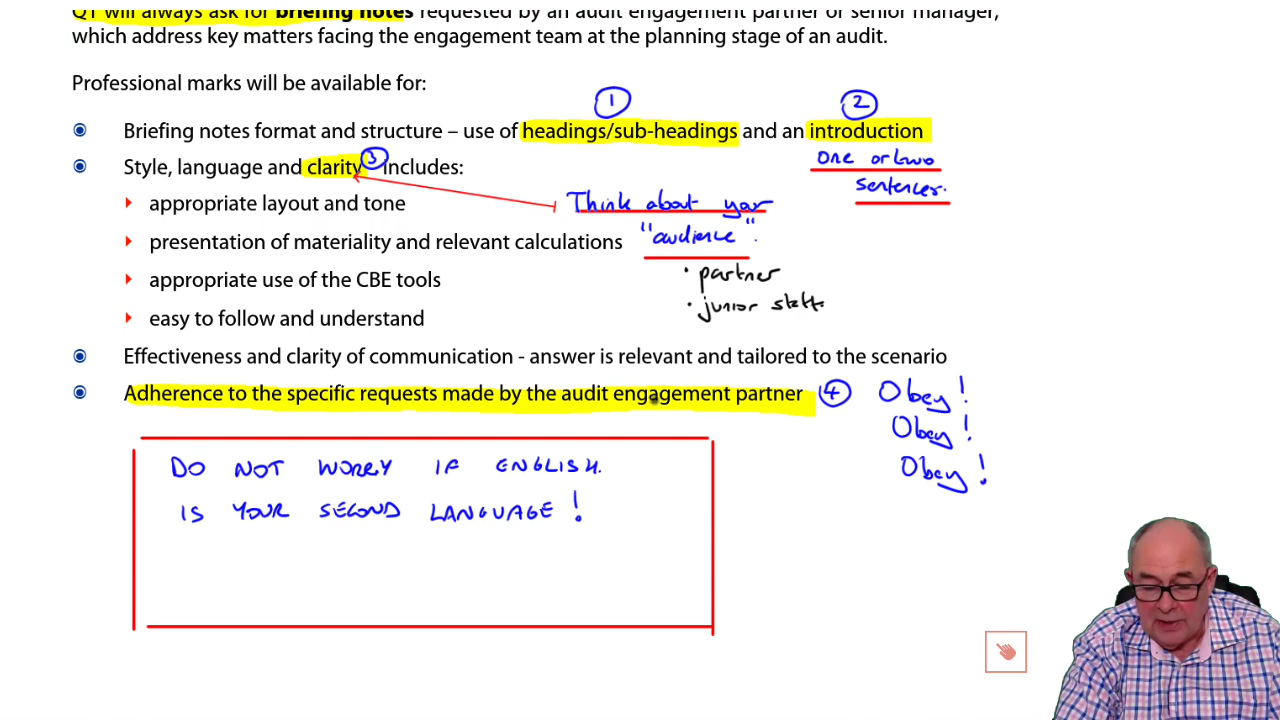 Q1 will always ask for briefing notes requested by an audit engagement partner or senior manager,
which address key matters facing the engagement team at the planning stage of an audit.
Professional marks will be available for:
1
2
Briefing notes format and structure – use of headings/sub-headings and an introduction
one or two
sentences.
Style, language and clarity 3 includes:
appropriate layout and tone
Think about your
"audience".
presentation of materiality and relevant calculations
• partner
appropriate use of the CBE tools
• junior staff
easy to follow and understand
Effectiveness and clarity of communication - answer is relevant and tailored to the scenario
Adherence to the specific requests made by the audit engagement partner 4 Obey!
Obey!
Obey!
DO NOT WORRY IF ENGLISH.
IS YOUR SECOND LANGUAGE!